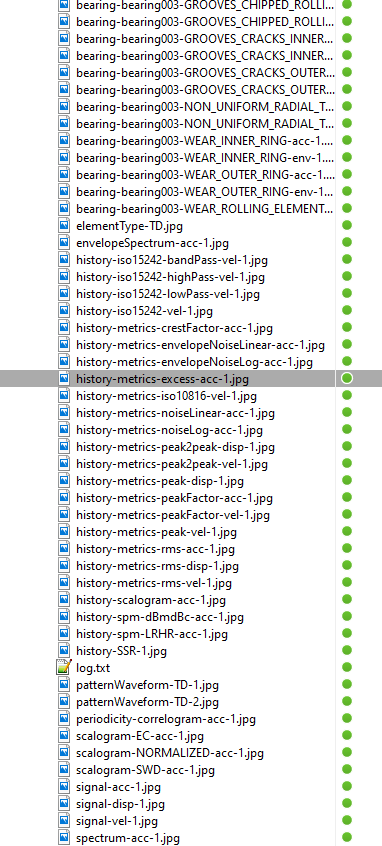 bearing-bearing003-GROOVES_CHIPPED_ROLLI...
bearing-bearing003-GROOVES_CHIPPED_ROLLI...
bearing-bearing003-GROOVES_CRACKS_INNER...
bearing-bearing003-GROOVES_CRACKS_INNER...
bearing-bearing003-GROOVES_CRACKS_OUTER...
bearing-bearing003-GROOVES_CRACKS_OUTER...
bearing-bearing003-NON_UNIFORM_RADIAL_T...
bearing-bearing003-NON_UNIFORM_RADIAL_T...
bearing-bearing003-WEAR_INNER_RING-acc-1....
bearing-bearing003-WEAR_INNER_RING-env-1....
bearing-bearing003-WEAR_OUTER_RING-acc-1....
bearing-bearing003-WEAR_OUTER_RING-env-1....
bearing-bearing003-WEAR_ROLLING_ELEMENT...
elementType-TD.jpg
envelopeSpectrum-acc-1.jpg
history-iso15242-bandPass-vel-1.jpg
history-iso15242-highPass-vel-1.jpg
history-iso15242-lowPass-vel-1.jpg
history-iso15242-vel-1.jpg
history-metrics-crestFactor-acc-1.jpg
history-metrics-envelopeNoiseLinear-acc-1.jpg
history-metrics-envelopeNoiseLog-acc-1.jpg
history-metrics-excess-acc-1.jpg
history-metrics-iso10816-vel-1.jpg
history-metrics-noiseLinear-acc-1.jpg
history-metrics-noiseLog-acc-1.jpg
history-metrics-peak2peak-disp-1.jpg
history-metrics-peak2peak-vel-1.jpg
history-metrics-peak-disp-1.jpg
history-metrics-peakFactor-acc-1.jpg
history-metrics-peakFactor-vel-1.jpg
history-metrics-peak-vel-1.jpg
history-metrics-rms-acc-1.jpg
history-metrics-rms-disp-1.jpg
history-metrics-rms-vel-1.jpg
history-scalogram-acc-1.jpg
history-spm-dBmdBc-acc-1.jpg
history-spm-LRHR-acc-1.jpg
history-SSR-1.jpg
log.txt
patternWaveform-TD-1.jpg
patternWaveform-TD-2.jpg
periodicity-correlogram-acc-1.jpg
scalogram-EC-acc-1.jpg
scalogram-NORMALIZED-acc-1.jpg
scalogram-SWD-acc-1.jpg
signal-acc-1.jpg
signal-disp-1.jpg
signal-vel-1.jpg
spectrum-acc-1.jpg